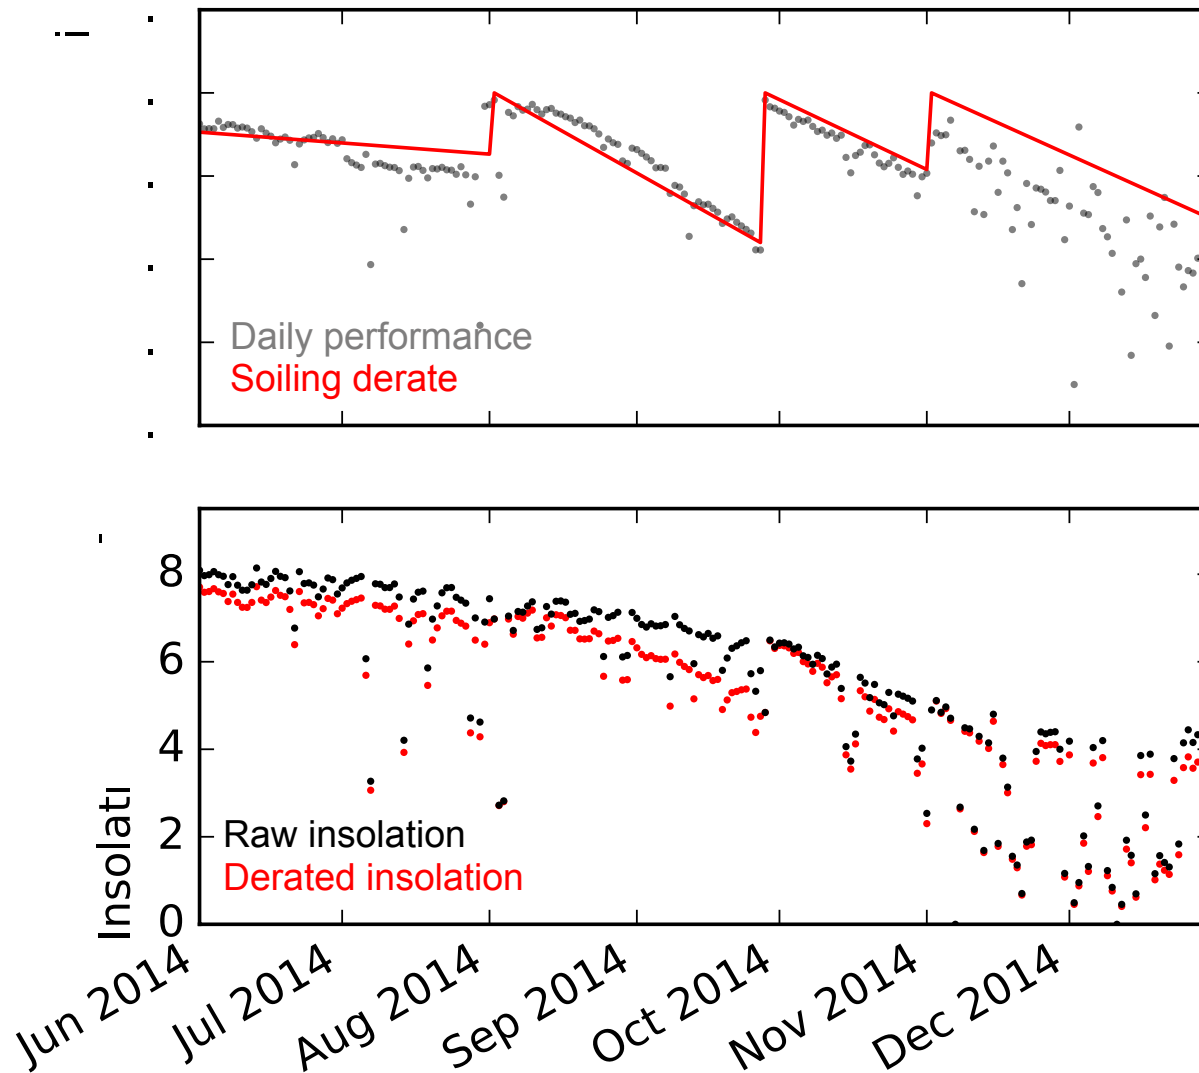 Daily performance
Soiling derate
8
6
4
2
0
Raw insolation
Derated insolation
Jun 2014
Jul 2014
Aug 2014
Sep 2014
Oct 2014
Nov 2014
Dec 2014